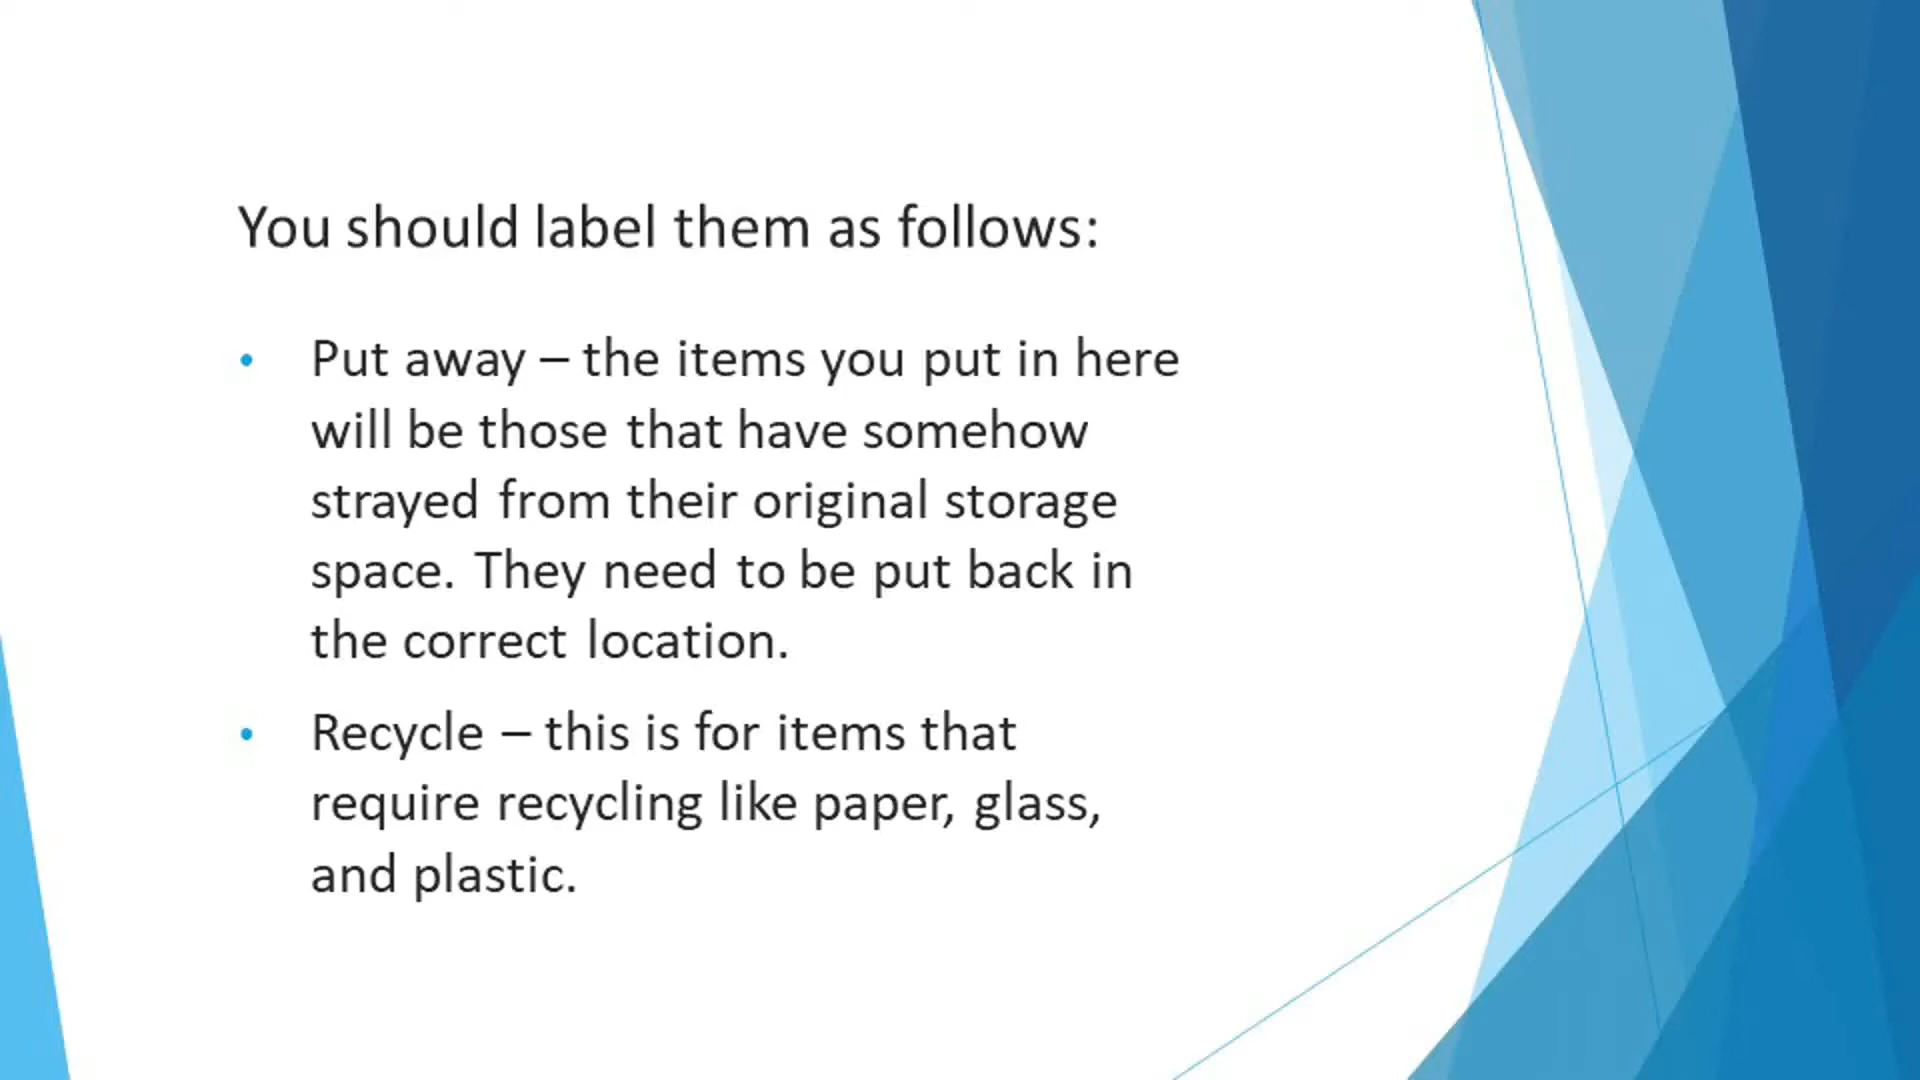 You should label them as follows:
• Put away – the items you put in here
will be those that have somehow
strayed from their original storage
space. They need to be put back in
the correct location.
• Recycle – this is for items that
require recycling like paper, glass,
and plastic.